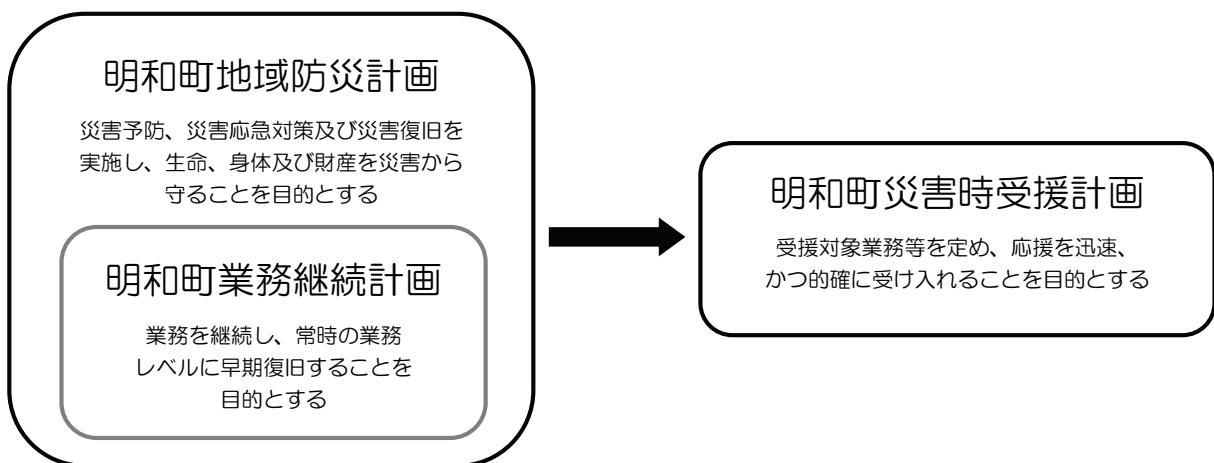 明和町地域防災計画
災害予防、災害応急対策及び災害復旧を
実施し、生命、身体及び財産を災害から
守ることを目的とする
明和町業務継続計画
業務を継続し、常時の業務
レベルに早期復旧することを
目的とする
明和町災害時受援計画
受援対象業務等を定め、応援を迅速、
かつ的確に受け入れることを目的とする